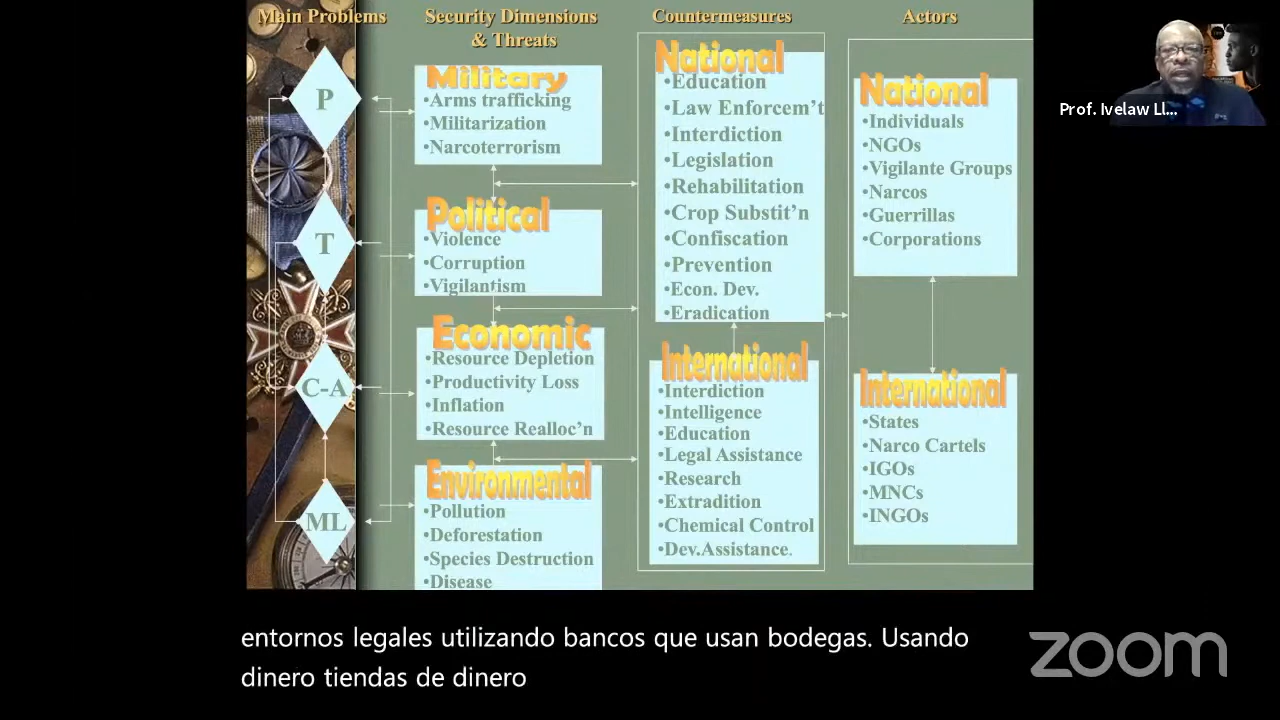 Main Problems
Security Dimensions
& Threats
Countermeasures
Actors
P
T
C-A
ML
Military
•Arms trafficking
•Militarization
•Narcoterrorism
Political
•Violence
•Corruption
•Vigilantism
Economic
•Resource Depletion
•Productivity Loss
•Inflation
•Resource Realloc'n
Environmental
•Pollution
•Deforestation
•Species Destruction
•Disease
National
•Education
•Law Enforcem't
•Interdiction
•Legislation
•Rehabilitation
•Crop Substit'n
•Confiscation
•Prevention
•Econ. Dev.
•Eradication
International
•Interdiction
•Intelligence
•Education
•Legal Assistance
•Research
•Extradition
•Chemical Control
•Dev.Assistance.
National
•Individuals
•NGOs
•Vigilante Groups
•Narcos
•Guerrillas
•Corporations
International
•States
•Narco Cartels
•IGOs
•MNCs
•INGOs
Prof. Ivelaw Ll...
entornos legales utilizando bancos que usan bodegas. Usando
dinero tiendas de dinero
zoom